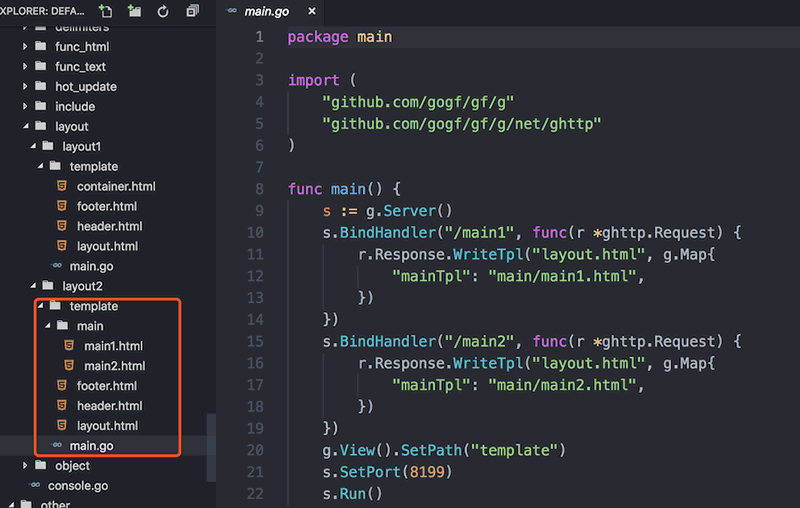 XPLORER: DEFA...
delimiters
func_html
func_text
hot_update
include
layout
layout1
template
container.html
footer.html
header.html
layout.html
main.go
layout2
template
main
main1.html
main2.html
footer.html
header.html
layout.html
main.go
object
console.go
other
main.go ×
1 package main
2
3 import (
4 "github.com/gogf/gf/g"
5 "github.com/gogf/gf/g/net/ghttp"
6 )
7
8 func main() {
9 s := g.Server()
10 s.BindHandler("/main1", func(r *ghttp.Request) {
11 r.Response.WriteTpl("layout.html", g.Map{
12 "mainTpl": "main/main1.html",
13 })
14 })
15 s.BindHandler("/main2", func(r *ghttp.Request) {
16 r.Response.WriteTpl("layout.html", g.Map{
17 "mainTpl": "main/main2.html",
18 })
19 })
20 g.View().SetPath("template")
21 s.SetPort(8199)
22 s.Run()